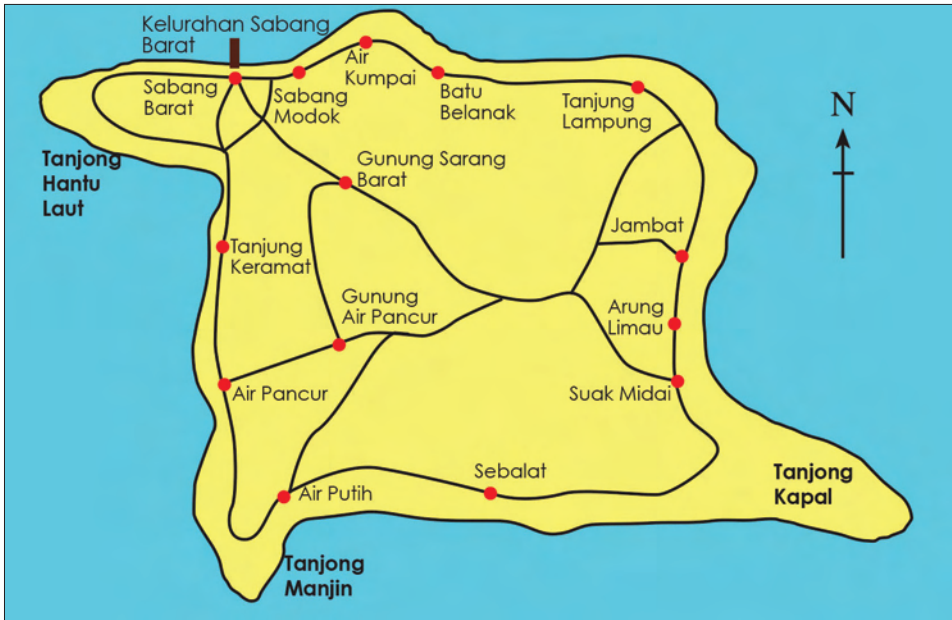 Kelurahan Sabang
Barat
Air
Kumpai
Sabang
Barat
Sabang
Modok
Batu
Belanak
Tanjung
Lampung
N
Tanjong
Hantu
Laut
Gunung Sarang
Barat
Jambat
Tanjung
Keramat
Gunung
Air Pancur
Arung
Limau
Air Pancur
Suak Midai
Sebalat
Air Putih
Tanjong
Kapal
Tanjong
Manjin